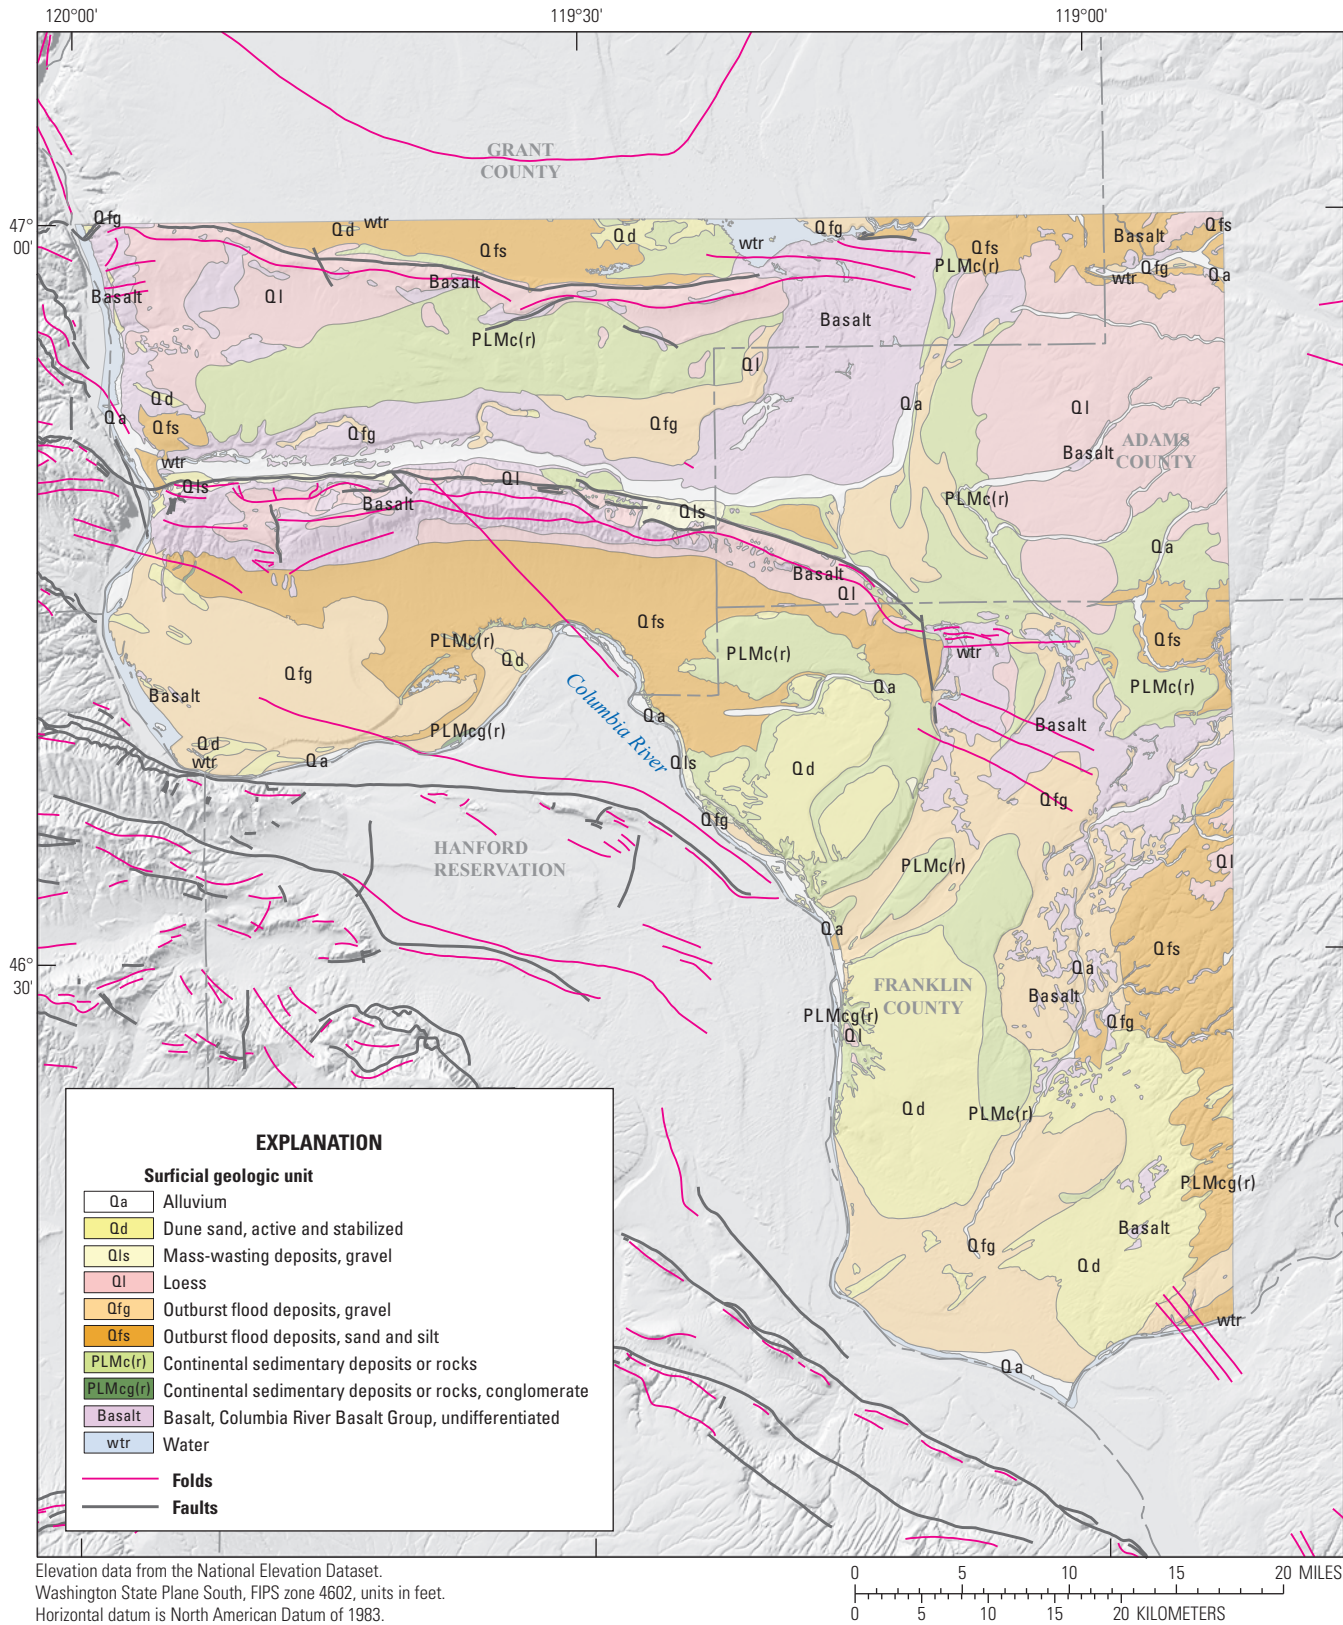 120°00'
119°30'
119°00'
GRANT
COUNTY
47°
00'
Qfg
Qd
wtr
Qfs
Qd
wtr
Qfg
Qfs
PLMc(r)
Basalt
Qfs
wtr
Qfg
Qa
Basalt
Ql
Basalt
PLMc(r)
Basalt
Ql
Qd
Qa
Qfs
Qfg
Qfg
Qa
Ql
Basalt
ADAMS
COUNTY
wtr
Qls
Basalt
Ql
Qls
PLMc(r)
Qa
Basalt
Ql
Qfs
PLMc(r)
Qd
Qfg
PLMc(r)
wtr
Qfs
Qa
PLMc(r)
Basalt
Columbia River
Qa
PLMcg(r)
Basalt
Qd
wtr
Qa
Qls
Qd
Qfg
Qfg
HANFORD
RESERVATION
PLMc(r)
Ql
Qa
Qfs
Qa
46°
30'
FRANKLIN
COUNTY
Basalt
PLMcg(r)
Ql
Qfg
Qd
PLMc(r)
PLMcg(r)
Basalt
Qfg
Qd
wtr
Qa
EXPLANATION
Surficial geologic unit
Qa Alluvium
Qd Dune sand, active and stabilized
Qls Mass-wasting deposits, gravel
Ql Loess
Qfg Outburst flood deposits, gravel
Qfs Outburst flood deposits, sand and silt
PLMc(r) Continental sedimentary deposits or rocks
PLMcg(r) Continental sedimentary deposits or rocks, conglomerate
Basalt Basalt, Columbia River Basalt Group, undifferentiated
wtr Water
Folds
Faults
Elevation data from the National Elevation Dataset.
Washington State Plane South, FIPS zone 4602, units in feet.
Horizontal datum is North American Datum of 1983.
0 5 10 15 20 MILES
0 5 10 15 20 KILOMETERS